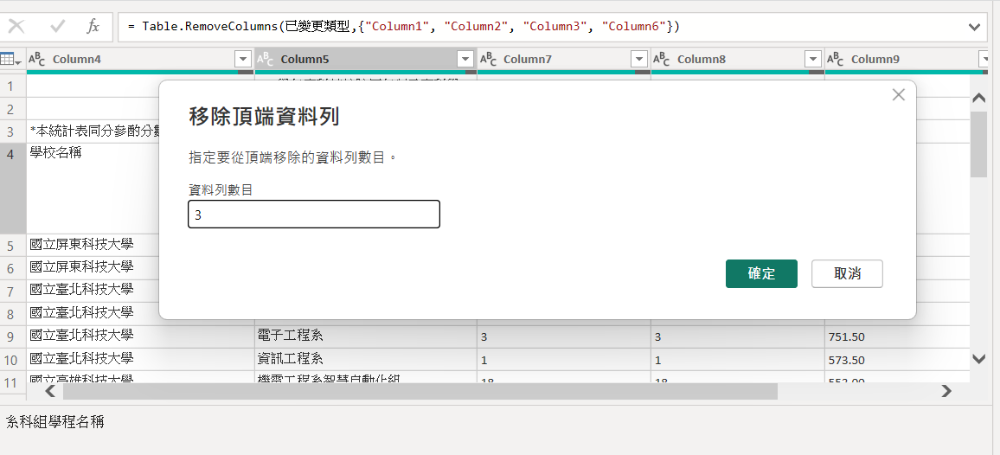 fx = Table.RemoveColumns(已變更類型,{"Column1", "Column2", "Column3", "Column6"})
ABC Column4 ABC Column5 ABC Column7 ABC Column8 ABC Column9
1
2
3 *本統計表同分參酌分數
4 學校名稱
移除頂端資料列
指定要從頂端移除的資料列數目。
資料列數目
3
確定 取消
5 國立屏東科技大學
6 國立屏東科技大學
7 國立臺北科技大學
8 國立臺北科技大學
9 國立臺北科技大學 電子工程系 3 3 751.50
10 國立臺北科技大學 資訊工程系 1 1 573.50
11 國立高雄科技大學 機電工程系智慧自動化組 18 18 553.00
系科組學程名稱